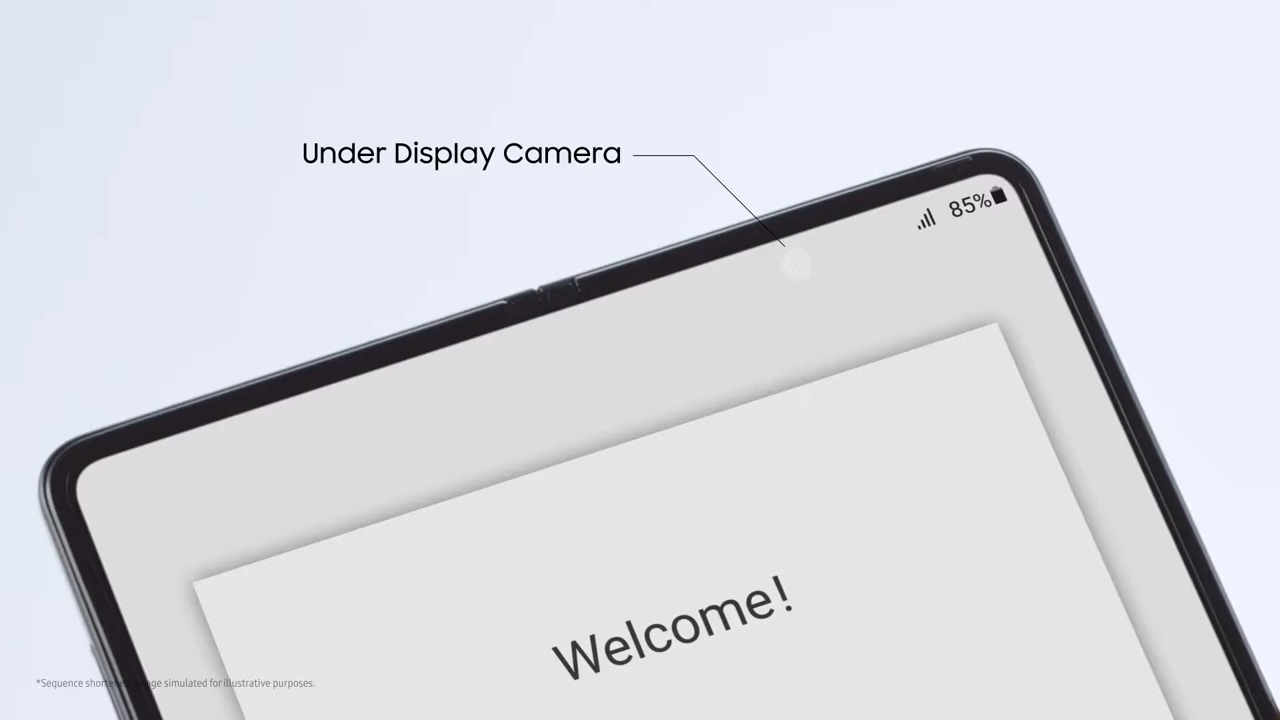 Under Display Camera
85%
Welcome!
*Sequence shortened. Image simulated for illustrative purposes.